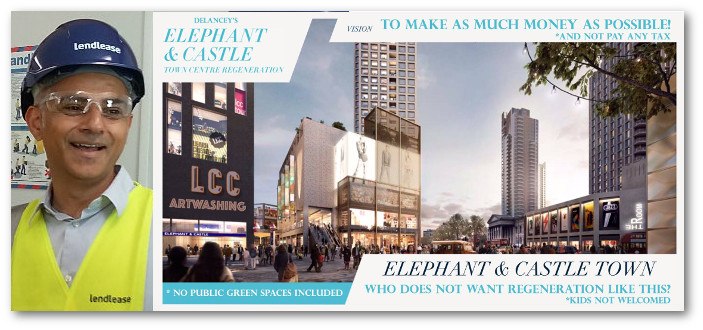 lendlease
DELANCEY'S
ELEPHANT
& CASTLE
TOWN CENTRE REGENERATION
VISION
TO MAKE AS MUCH MONEY AS POSSIBLE!
*AND NOT PAY ANY TAX
LCC
ARTWASHING
ELEPHANT & CASTLE
lendlease
* NO PUBLIC GREEN SPACES INCLUDED
ELEPHANT & CASTLE TOWN
WHO DOES NOT WANT REGENERATION LIKE THIS?
*KIDS NOT WELCOMED